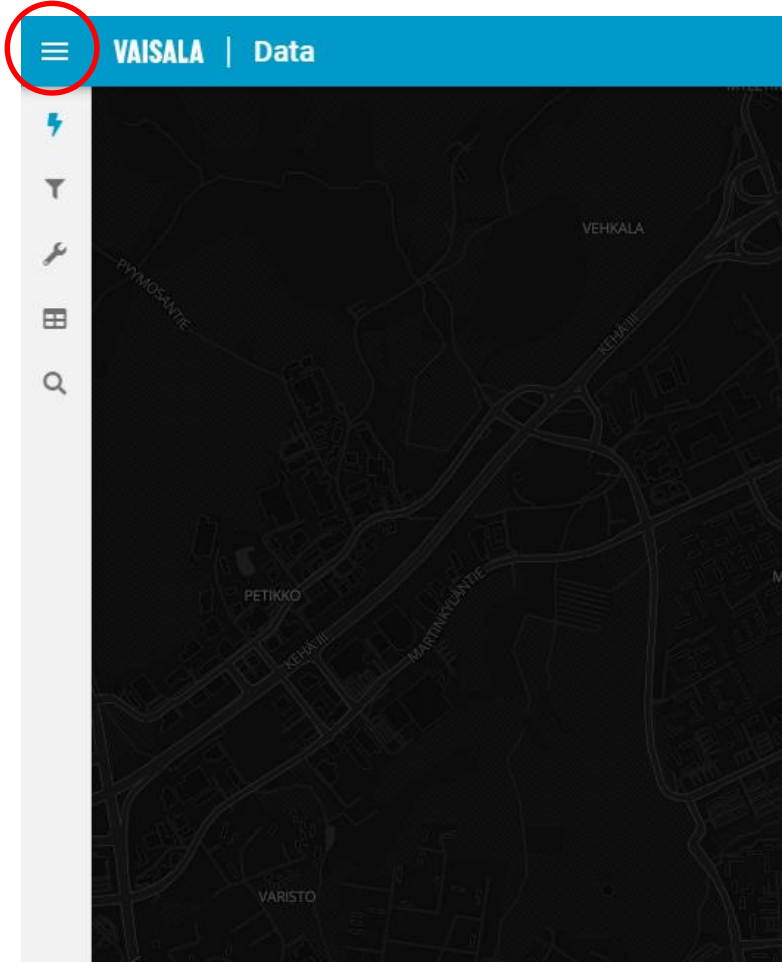 VAISALA | Data
VEHKALA
PYYMOSANTIE
KEHÄ III
PETIKKO
MARTINKYLÄNTIE
KEHÄ III
VARISTO